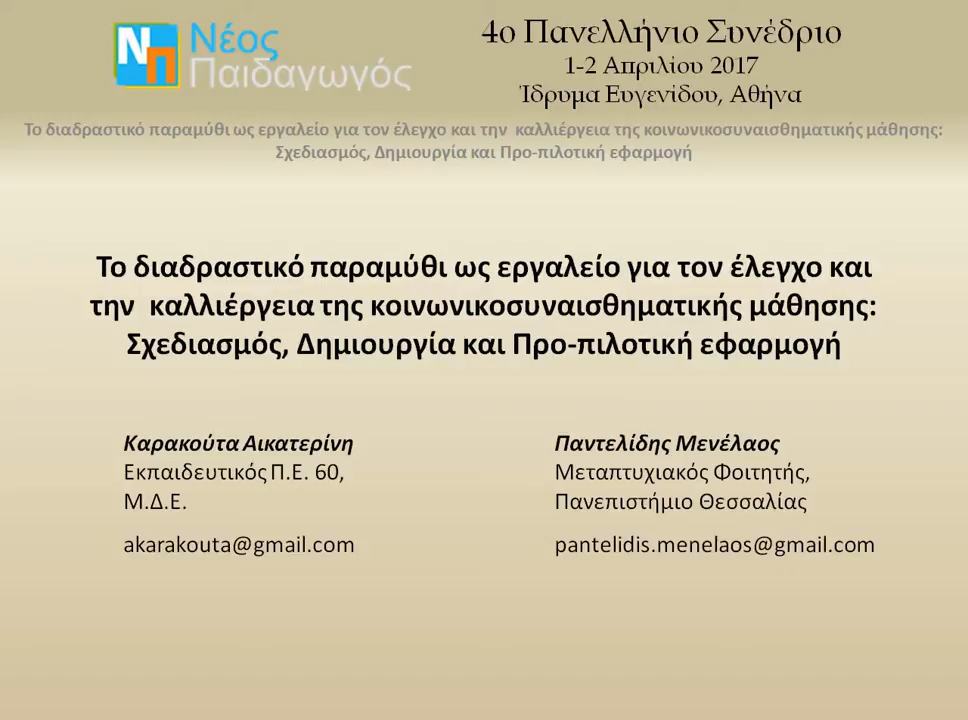 Νέος
Παιδαγωγός
4ο Πανελλήνιο Συνέδριο
1-2 Απριλίου 2017
Ίδρυμα Ευγενίδου, Αθήνα
Το διαδραστικό παραμύθι ως εργαλείο για τον έλεγχο και την καλλιέργεια της κοινωνικοσυναισθηματικής μάθησης:
Σχεδιασμός, Δημιουργία και Προ-πιλοτική εφαρμογή
Το διαδραστικό παραμύθι ως εργαλείο για τον έλεγχο και
την καλλιέργεια της κοινωνικοσυναισθηματικής μάθησης:
Σχεδιασμός, Δημιουργία και Προ-πιλοτική εφαρμογή
Καρακούτα Αικατερίνη
Εκπαιδευτικός Π.Ε. 60,
Μ.Δ.Ε.
akarakouta@gmail.com
Παντελίδης Μενέλαος
Μεταπτυχιακός Φοιτητής,
Πανεπιστήμιο Θεσσαλίας
pantelidis.menelaos@gmail.com